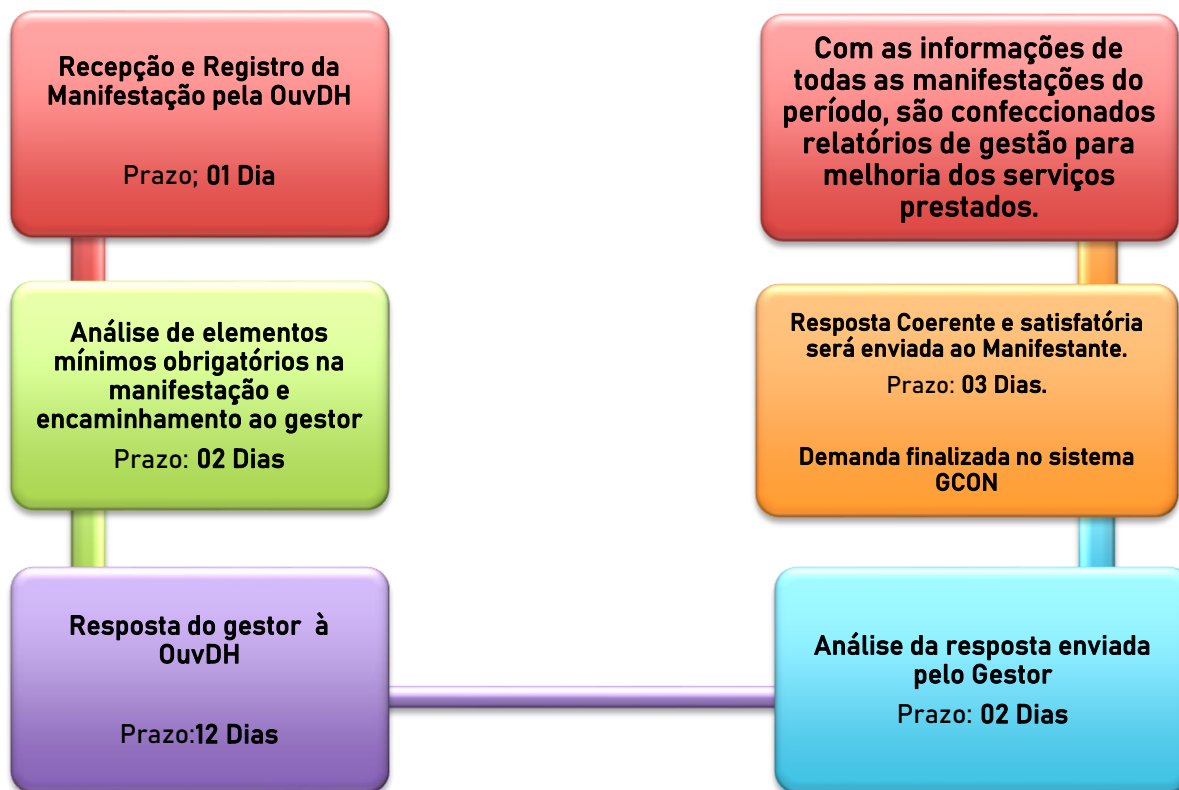 Recepção e Registro da
Manifestação pela OuvDH
Prazo; 01 Dia
Análise de elementos
mínimos obrigatórios na
manifestação e
encaminhamento ao gestor
Prazo: 02 Dias
Resposta do gestor à
OuvDH
Prazo:12 Dias
Análise da resposta enviada
pelo Gestor
Prazo: 02 Dias
Resposta Coerente e satisfatória
será enviada ao Manifestante.
Prazo: 03 Dias.
Demanda finalizada no sistema
GCON
Com as informações de
todas as manifestações do
período, são confeccionados
relatórios de gestão para
melhoria dos serviços
prestados.